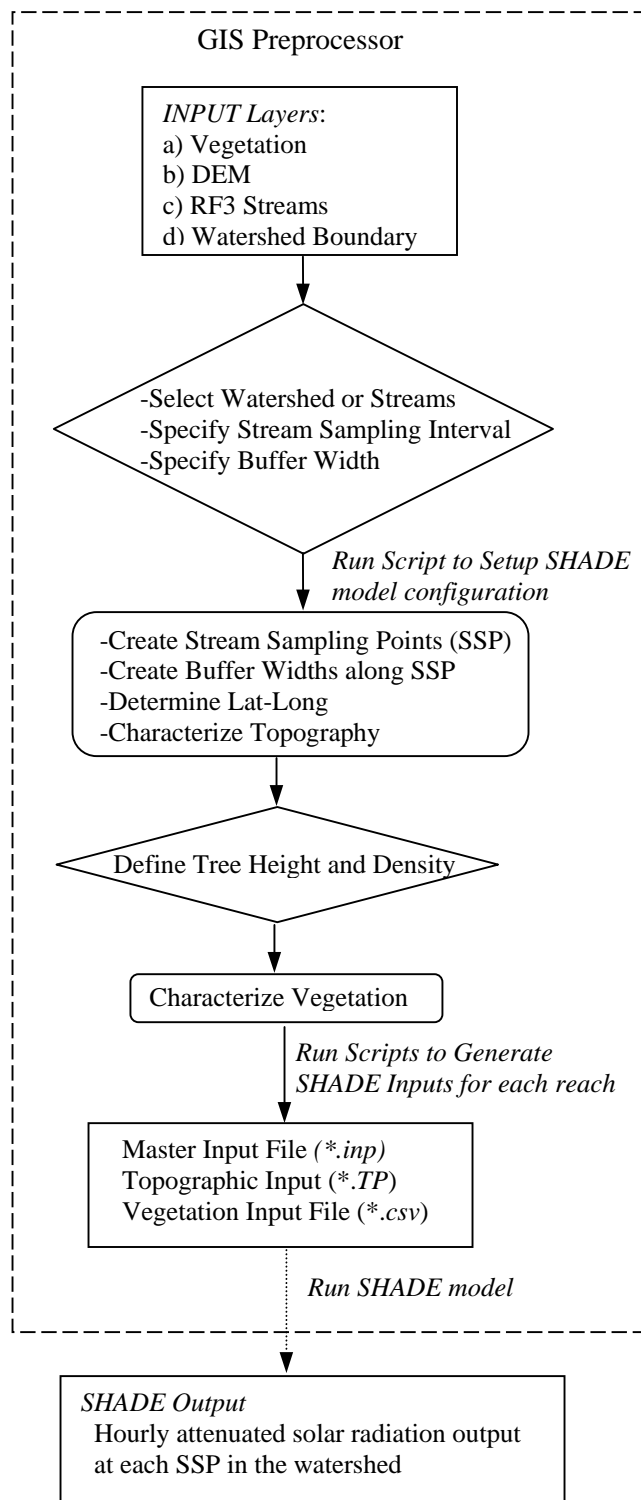 GIS Preprocessor
INPUT Layers:
a) Vegetation
b) DEM
c) RF3 Streams
d) Watershed Boundary
-Select Watershed or Streams
-Specify Stream Sampling Interval
-Specify Buffer Width
Run Script to Setup SHADE
model configuration
-Create Stream Sampling Points (SSP)
-Create Buffer Widths along SSP
-Determine Lat-Long
-Characterize Topography
Define Tree Height and Density
Characterize Vegetation
Run Scripts to Generate
SHADE Inputs for each reach
Master Input File (*.inp)
Topographic Input (*.TP)
Vegetation Input File (*.csv)
Run SHADE model
SHADE Output
Hourly attenuated solar radiation output
at each SSP in the watershed